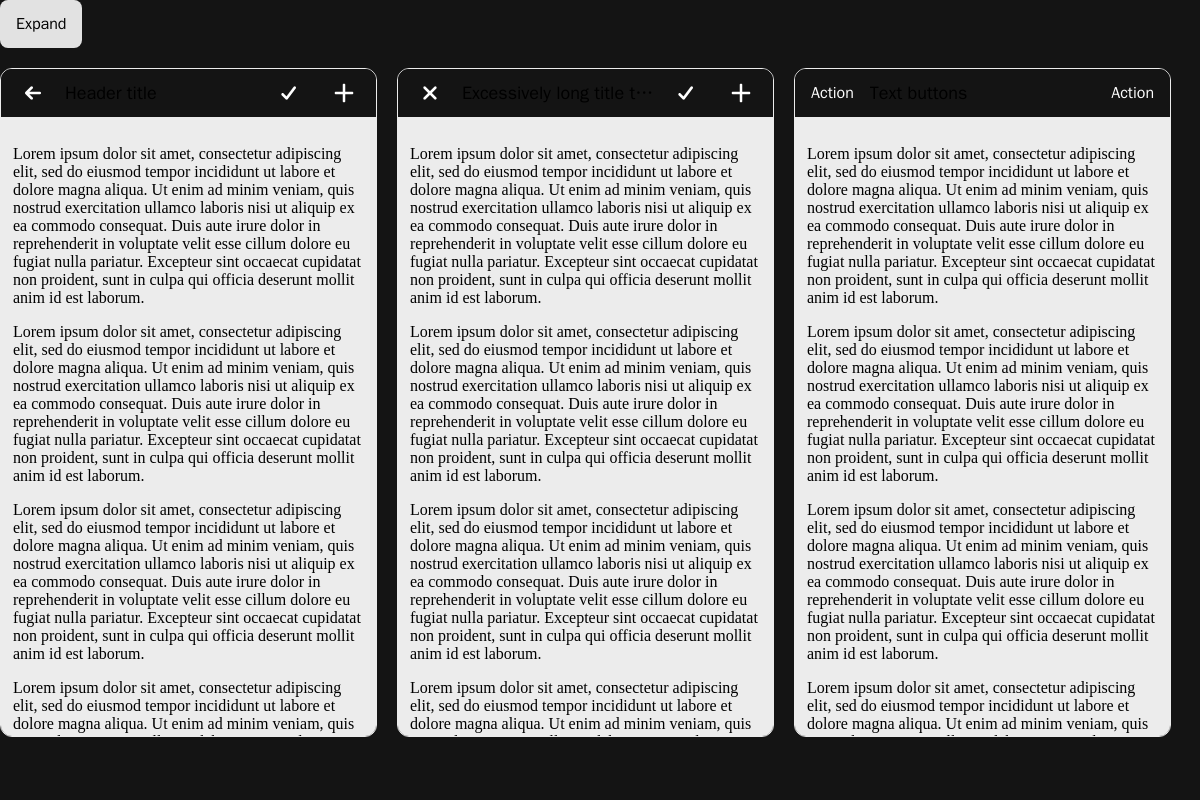 Expand
Header title
Excessively long title t…
Action Text buttons Action
Lorem ipsum dolor sit amet, consectetur adipiscing
elit, sed do eiusmod tempor incididunt ut labore et
dolore magna aliqua. Ut enim ad minim veniam, quis
nostrud exercitation ullamco laboris nisi ut aliquip ex
ea commodo consequat. Duis aute irure dolor in
reprehenderit in voluptate velit esse cillum dolore eu
fugiat nulla pariatur. Excepteur sint occaecat cupidatat
non proident, sunt in culpa qui officia deserunt mollit
anim id est laborum.
Lorem ipsum dolor sit amet, consectetur adipiscing
elit, sed do eiusmod tempor incididunt ut labore et
dolore magna aliqua. Ut enim ad minim veniam, quis
nostrud exercitation ullamco laboris nisi ut aliquip ex
ea commodo consequat. Duis aute irure dolor in
reprehenderit in voluptate velit esse cillum dolore eu
fugiat nulla pariatur. Excepteur sint occaecat cupidatat
non proident, sunt in culpa qui officia deserunt mollit
anim id est laborum.
Lorem ipsum dolor sit amet, consectetur adipiscing
elit, sed do eiusmod tempor incididunt ut labore et
dolore magna aliqua. Ut enim ad minim veniam, quis
nostrud exercitation ullamco laboris nisi ut aliquip ex
ea commodo consequat. Duis aute irure dolor in
reprehenderit in voluptate velit esse cillum dolore eu
fugiat nulla pariatur. Excepteur sint occaecat cupidatat
non proident, sunt in culpa qui officia deserunt mollit
anim id est laborum.
Lorem ipsum dolor sit amet, consectetur adipiscing
elit, sed do eiusmod tempor incididunt ut labore et
dolore magna aliqua. Ut enim ad minim veniam, quis
Lorem ipsum dolor sit amet, consectetur adipiscing
elit, sed do eiusmod tempor incididunt ut labore et
dolore magna aliqua. Ut enim ad minim veniam, quis
nostrud exercitation ullamco laboris nisi ut aliquip ex
ea commodo consequat. Duis aute irure dolor in
reprehenderit in voluptate velit esse cillum dolore eu
fugiat nulla pariatur. Excepteur sint occaecat cupidatat
non proident, sunt in culpa qui officia deserunt mollit
anim id est laborum.
Lorem ipsum dolor sit amet, consectetur adipiscing
elit, sed do eiusmod tempor incididunt ut labore et
dolore magna aliqua. Ut enim ad minim veniam, quis
nostrud exercitation ullamco laboris nisi ut aliquip ex
ea commodo consequat. Duis aute irure dolor in
reprehenderit in voluptate velit esse cillum dolore eu
fugiat nulla pariatur. Excepteur sint occaecat cupidatat
non proident, sunt in culpa qui officia deserunt mollit
anim id est laborum.
Lorem ipsum dolor sit amet, consectetur adipiscing
elit, sed do eiusmod tempor incididunt ut labore et
dolore magna aliqua. Ut enim ad minim veniam, quis
nostrud exercitation ullamco laboris nisi ut aliquip ex
ea commodo consequat. Duis aute irure dolor in
reprehenderit in voluptate velit esse cillum dolore eu
fugiat nulla pariatur. Excepteur sint occaecat cupidatat
non proident, sunt in culpa qui officia deserunt mollit
anim id est laborum.
Lorem ipsum dolor sit amet, consectetur adipiscing
elit, sed do eiusmod tempor incididunt ut labore et
dolore magna aliqua. Ut enim ad minim veniam, quis
Lorem ipsum dolor sit amet, consectetur adipiscing
elit, sed do eiusmod tempor incididunt ut labore et
dolore magna aliqua. Ut enim ad minim veniam, quis
nostrud exercitation ullamco laboris nisi ut aliquip ex
ea commodo consequat. Duis aute irure dolor in
reprehenderit in voluptate velit esse cillum dolore eu
fugiat nulla pariatur. Excepteur sint occaecat cupidatat
non proident, sunt in culpa qui officia deserunt mollit
anim id est laborum.
Lorem ipsum dolor sit amet, consectetur adipiscing
elit, sed do eiusmod tempor incididunt ut labore et
dolore magna aliqua. Ut enim ad minim veniam, quis
nostrud exercitation ullamco laboris nisi ut aliquip ex
ea commodo consequat. Duis aute irure dolor in
reprehenderit in voluptate velit esse cillum dolore eu
fugiat nulla pariatur. Excepteur sint occaecat cupidatat
non proident, sunt in culpa qui officia deserunt mollit
anim id est laborum.
Lorem ipsum dolor sit amet, consectetur adipiscing
elit, sed do eiusmod tempor incididunt ut labore et
dolore magna aliqua. Ut enim ad minim veniam, quis
nostrud exercitation ullamco laboris nisi ut aliquip ex
ea commodo consequat. Duis aute irure dolor in
reprehenderit in voluptate velit esse cillum dolore eu
fugiat nulla pariatur. Excepteur sint occaecat cupidatat
non proident, sunt in culpa qui officia deserunt mollit
anim id est laborum.
Lorem ipsum dolor sit amet, consectetur adipiscing
elit, sed do eiusmod tempor incididunt ut labore et
dolore magna aliqua. Ut enim ad minim veniam, quis